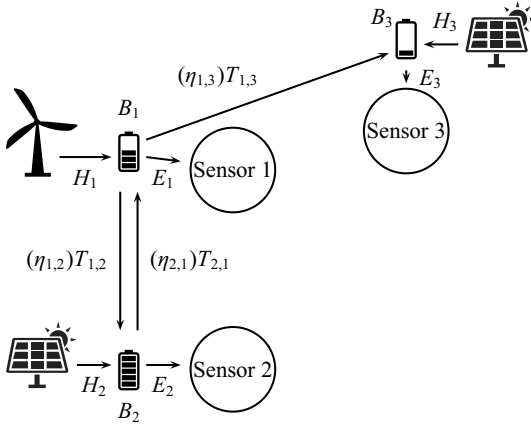 B₃
H₃
(η₁,₃)T₁,₃
E₃
B₁
Sensor 3
Sensor 1
H₁
E₁
(η₁,₂)T₁,₂
(η₂,₁)T₂,₁
Sensor 2
H₂
E₂
B₂